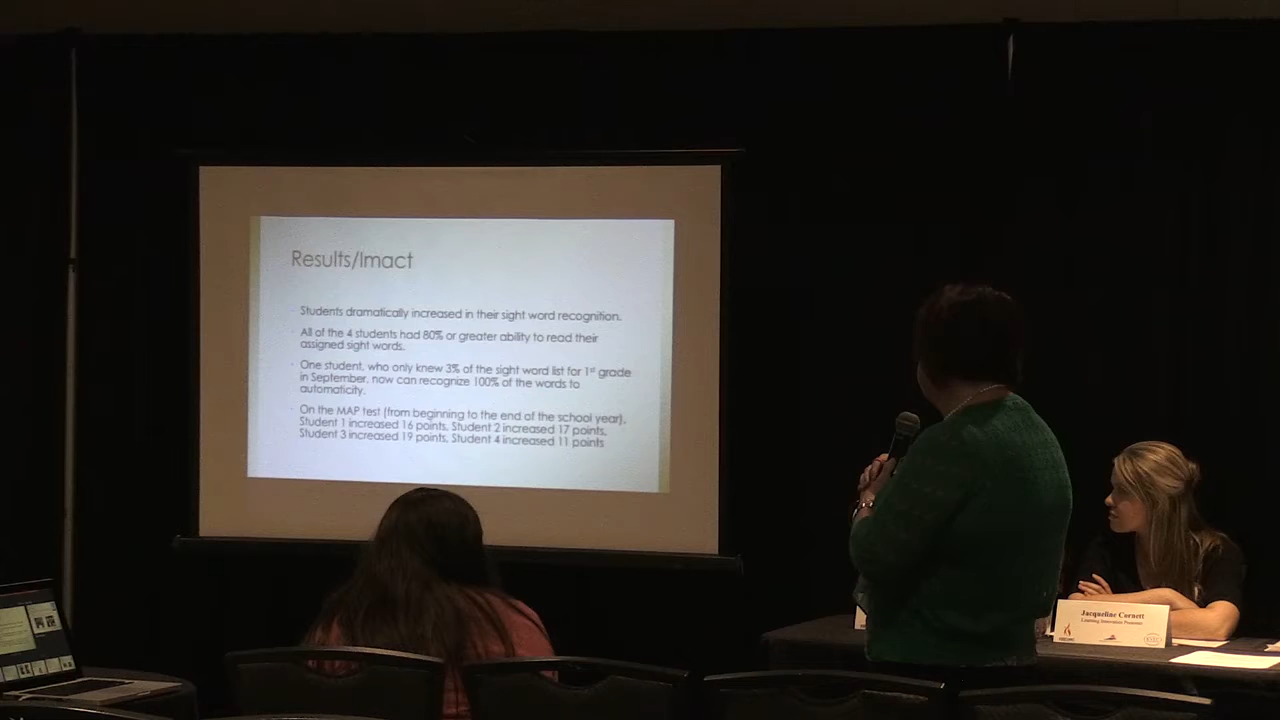 Results/Imact
Students dramatically increased in their sight word recognition.
All of the 4 students had 80% or greater ability to read their
assigned sight words.
One student, who only knew 3% of the sight word list for 1st grade
in September, now can recognize 100% of the words to
automaticity.
On the MAP test (from beginning to the end of the school year),
Student 1 increased 16 points, Student 2 increased 17 points,
Student 3 increased 19 points, Student 4 increased 11 points
Jacqueline Cornett
Learning Innovation Presenter